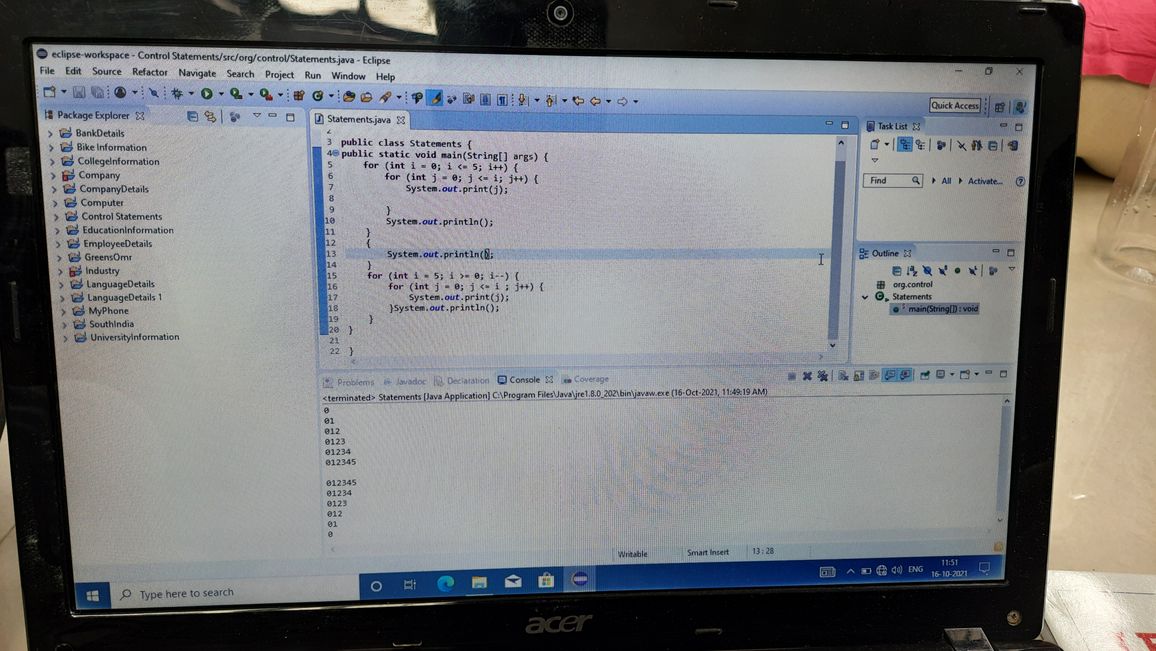 eclipse-workspace - Control Statements/src/org/control/Statements.java - Eclipse
File Edit Source Refactor Navigate Search Project Run Window Help
Quick Access
Package Explorer
BankDetails
Bike Information
CollegeInformation
Company
CompanyDetails
Computer
Control Statements
EducationInformation
EmployeeDetails
GreensOmr
Industry
LanguageDetails
LanguageDetails 1
MyPhone
SouthIndia
UniversityInformation
Statements.java
2
3 public class Statements {
4 public static void main(String[] args) {
5 for (int i = 0; i <= 5; i++) {
6 for (int j = 0; j <= i; j++) {
7 System.out.print(j);
8
9 }
10 System.out.println();
11 }
12 {
13 System.out.println();
14 }
15 for (int i = 5; i >= 0; i--) {
16 for (int j = 0; j <= i ; j++) {
17 System.out.print(j);
18 }System.out.println();
19 }
20 }
21
22 }
Task List
Find All Activate...
Outline
org.control
Statements
main(String[]) : void
Problems Javadoc Declaration Console Coverage
<terminated> Statements [Java Application] C:\Program Files\Java\jre1.8.0_202\bin\javaw.exe (16-Oct-2021, 11:49:19 AM)
0
01
012
0123
01234
012345
012345
01234
0123
012
01
0
Writable Smart Insert 13 : 28
Type here to search
ENG
11:51
16-10-2021
acer